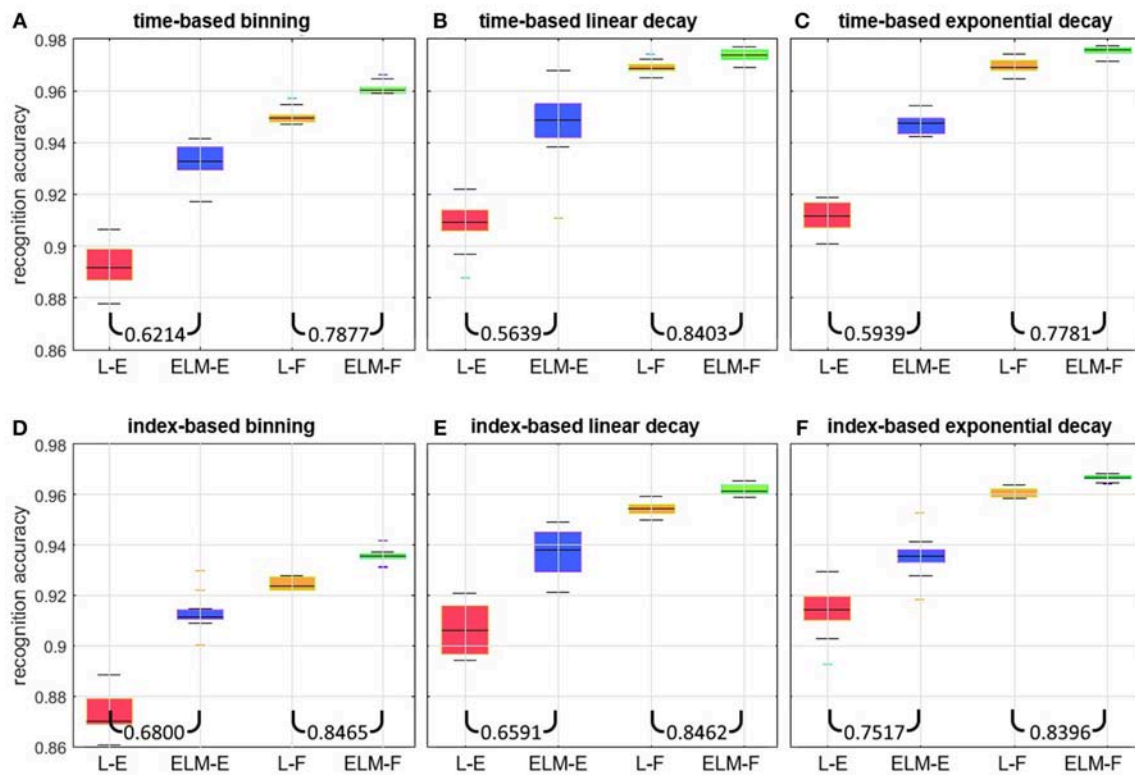 A time-based binning
B time-based linear decay
C time-based exponential decay
recognition accuracy
0.98
0.96
0.94
0.92
0.9
0.88
0.86
0.6214 0.7877 0.5639 0.8403 0.5939 0.7781
L-E ELM-E L-F ELM-F L-E ELM-E L-F ELM-F L-E ELM-E L-F ELM-F
D index-based binning
E index-based linear decay
F index-based exponential decay
recognition accuracy
0.98
0.96
0.94
0.92
0.9
0.88
0.86
0.6800 0.8465 0.6591 0.8462 0.7517 0.8396
L-E ELM-E L-F ELM-F L-E ELM-E L-F ELM-F L-E ELM-E L-F ELM-F